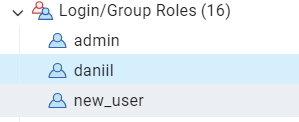 Login/Group Roles (16)
admin
daniil
new_user